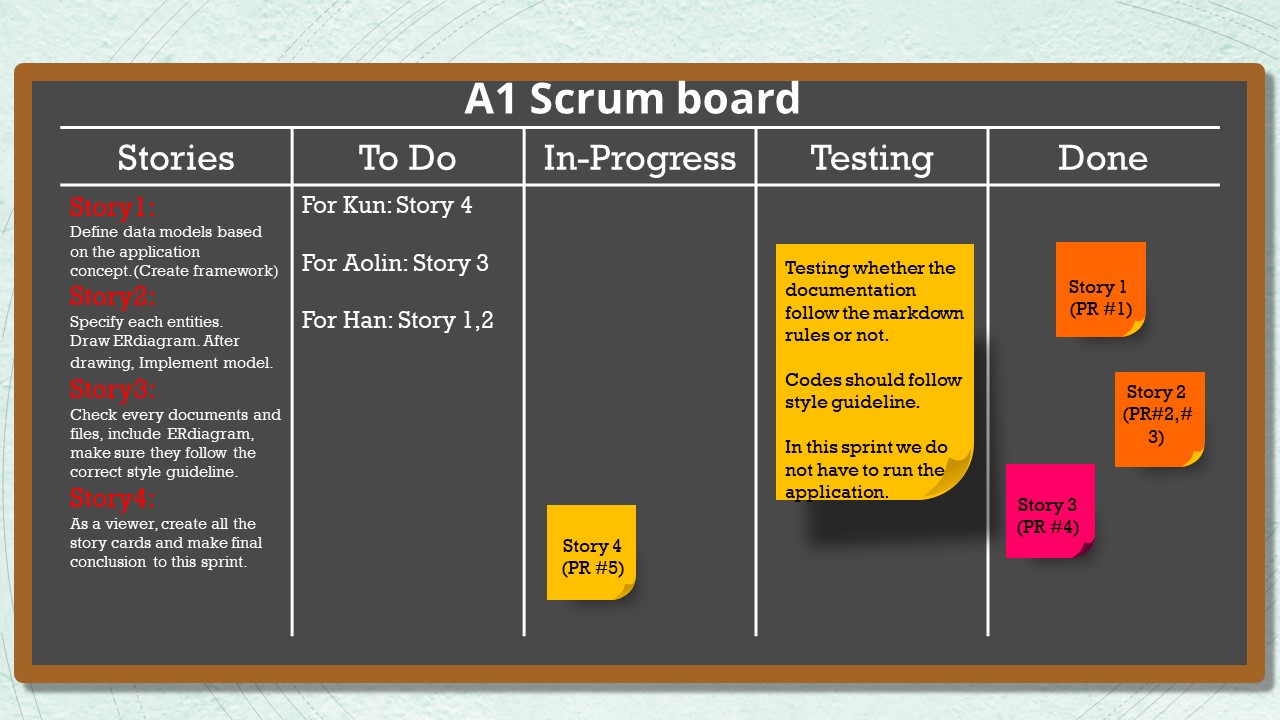 A1 Scrum board
Stories
To Do
In-Progress
Testing
Done
Story1:
Define data models based
on the application
concept.(Create framework)
Story2:
Specify each entities.
Draw ERdiagram. After
drawing, Implement model.
Story3:
Check every documents and
files, include ERdiagram,
make sure they follow the
correct style guideline.
Story4:
As a viewer, create all the
story cards and make final
conclusion to this sprint.
For Kun: Story 4
For Aolin: Story 3
For Han: Story 1,2
Story 4
(PR #5)
Testing whether the
documentation
follow the markdown
rules or not.
Codes should follow
style guideline.
In this sprint we do
not have to run the
application.
Story 1
(PR #1)
Story 2
(PR#2,#
3)
Story 3
(PR #4)